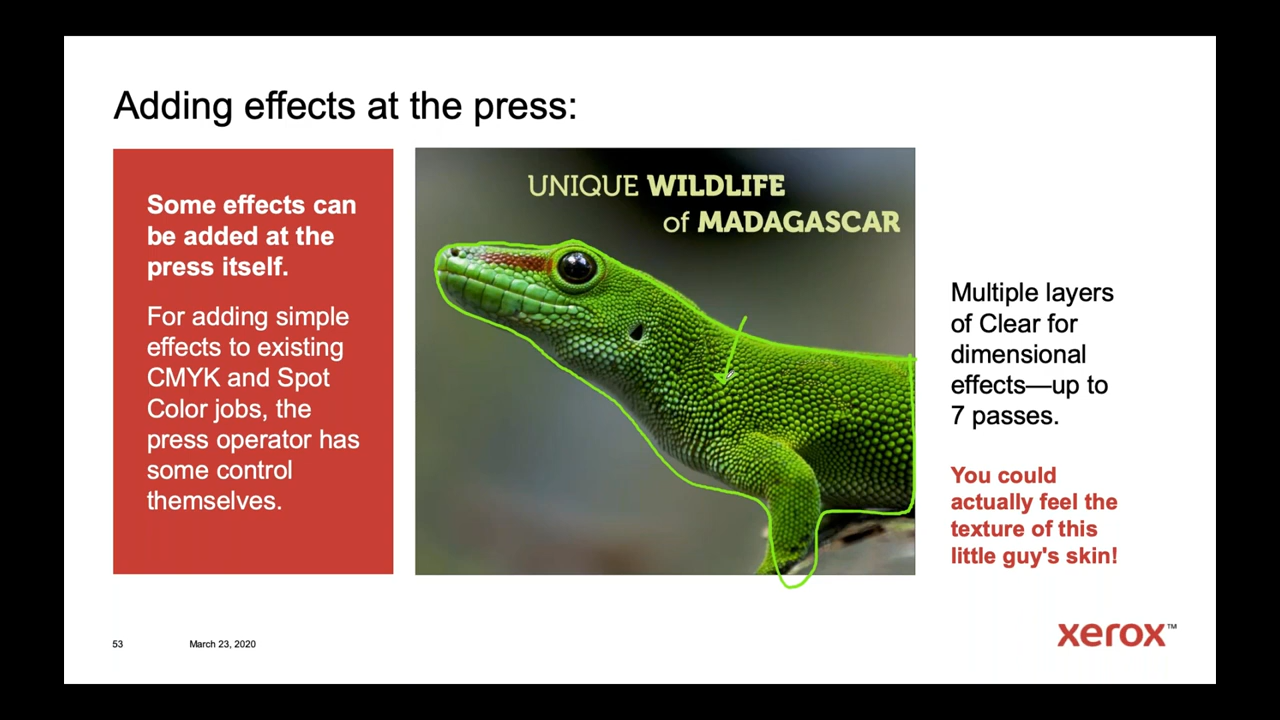 Adding effects at the press:
Some effects can
be added at the
press itself.
For adding simple
effects to existing
CMYK and Spot
Color jobs, the
press operator has
some control
themselves.
UNIQUE WILDLIFE
of MADAGASCAR
Multiple layers
of Clear for
dimensional
effects—up to
7 passes.
You could
actually feel the
texture of this
little guy's skin!
53
March 23, 2020
xerox™